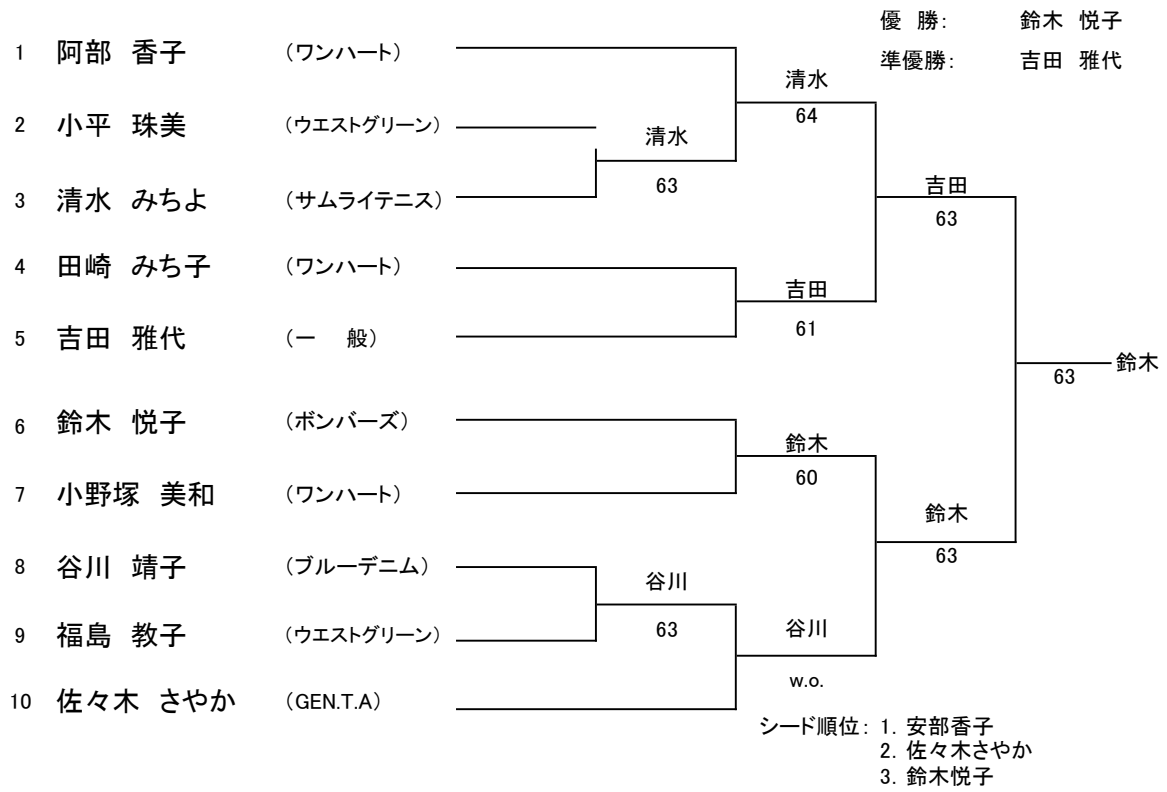 優 勝: 鈴木 悦子
準優勝: 吉田 雅代
1 阿部 香子 (ワンハート)
清水
64
2 小平 珠美 (ウエストグリーン)
清水
63
3 清水 みちよ (サムライテニス)
吉田
63
4 田崎 みち子 (ワンハート)
吉田
61
5 吉田 雅代 (一 般)
63 鈴木
6 鈴木 悦子 (ボンバーズ)
鈴木
60
7 小野塚 美和 (ワンハート)
鈴木
63
8 谷川 靖子 (ブルーデニム)
谷川
63
9 福島 教子 (ウエストグリーン)
谷川
w.o.
10 佐々木 さやか (GEN.T.A)
シード順位: 1. 安部香子
2. 佐々木さやか
3. 鈴木悦子